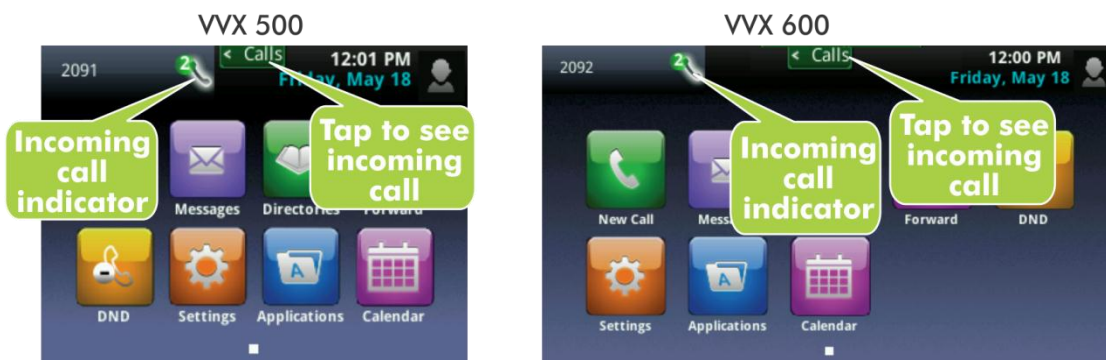 VVX 500
VVX 600
2091
2
< Calls
12:01 PM
Friday, May 18
Incoming
call
indicator
Tap to see
incoming
call
Messages
Directories
Forward
DND
Settings
Applications
Calendar
2092
2
< Calls
12:00 PM
Friday, May 18
Incoming
call
indicator
Tap to see
incoming
call
New Call
Forward
DND
Settings
Applications
Calendar